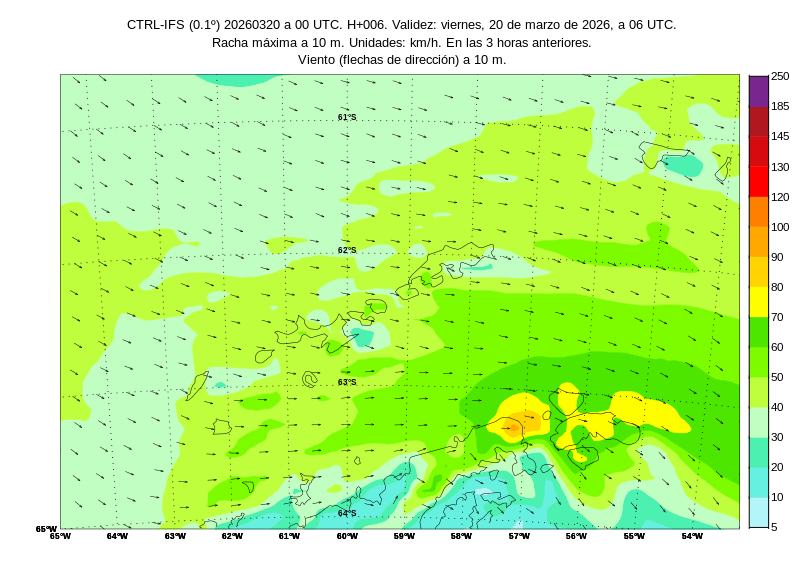 CTRL-IFS (0.1º) 20260320 a 00 UTC. H+006. Validez: viernes, 20 de marzo de 2026, a 06 UTC.
Racha máxima a 10 m. Unidades: km/h. En las 3 horas anteriores.
Viento (flechas de dirección) a 10 m.
250
185
145
130
120
100
90
80
70
60
50
40
30
20
10
5
61°S
62°S
63°S
64°S
65°W
65°W 64°W 63°W 62°W 61°W 60°W 59°W 58°W 57°W 56°W 55°W 54°W